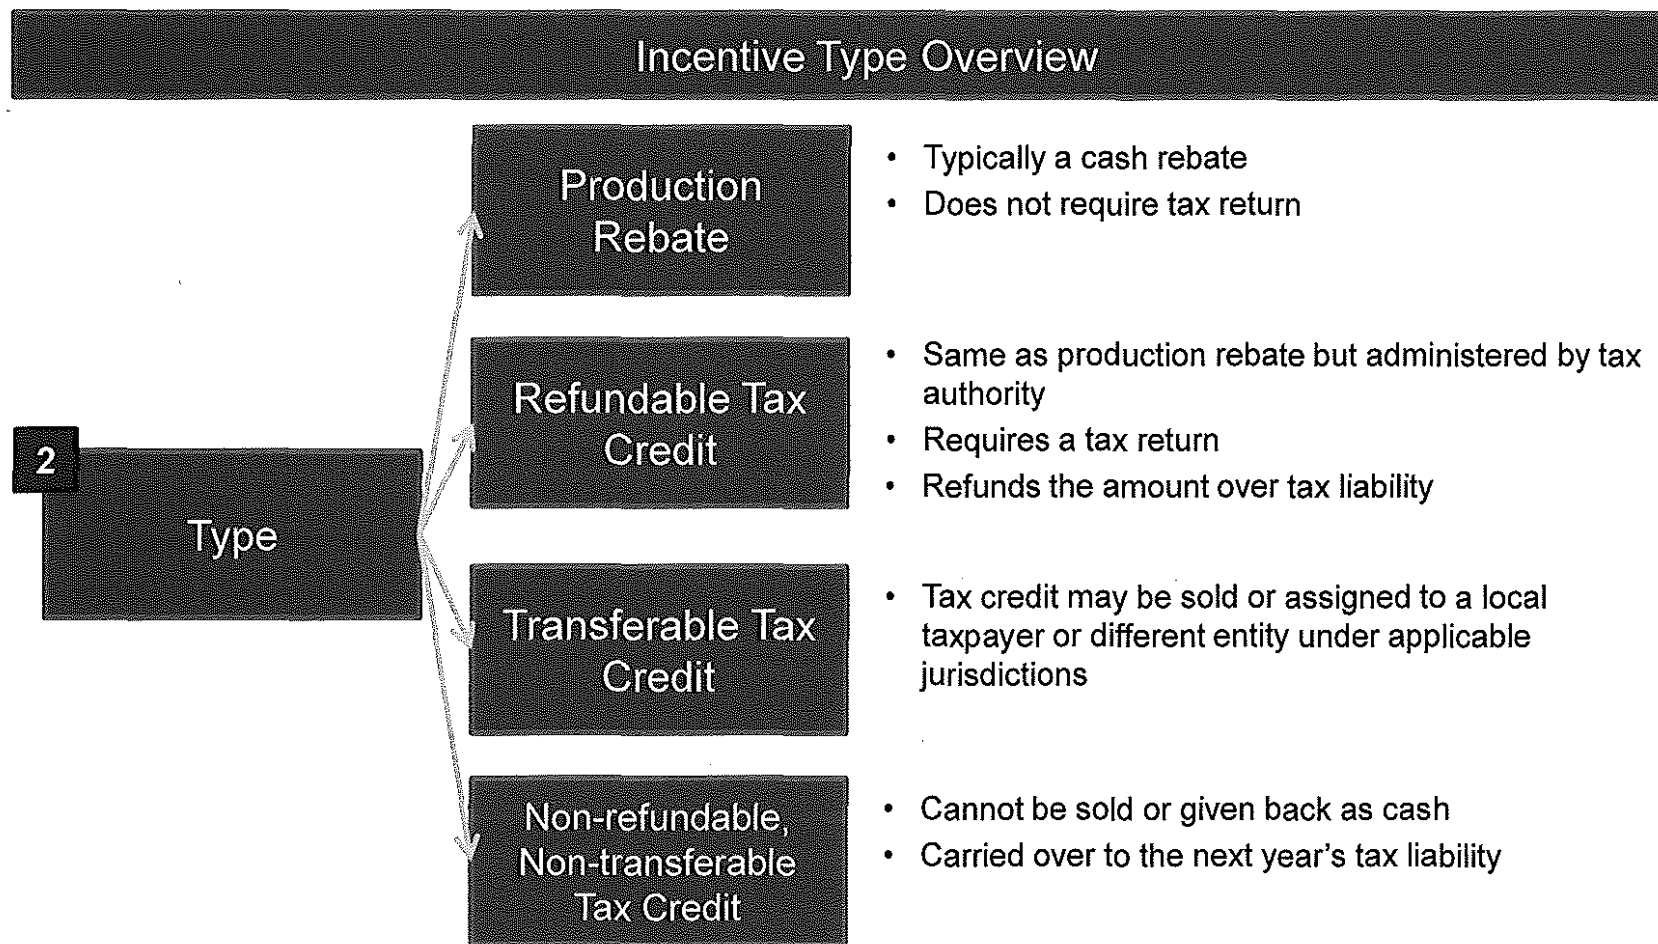 Incentive Type Overview
Production
Rebate
• Typically a cash rebate
• Does not require tax return
Refundable Tax
Credit
• Same as production rebate but administered by tax
authority
• Requires a tax return
• Refunds the amount over tax liability
2
Type
Transferable Tax
Credit
• Tax credit may be sold or assigned to a local
taxpayer or different entity under applicable
jurisdictions
Non-refundable,
Non-transferable
Tax Credit
• Cannot be sold or given back as cash
• Carried over to the next year's tax liability